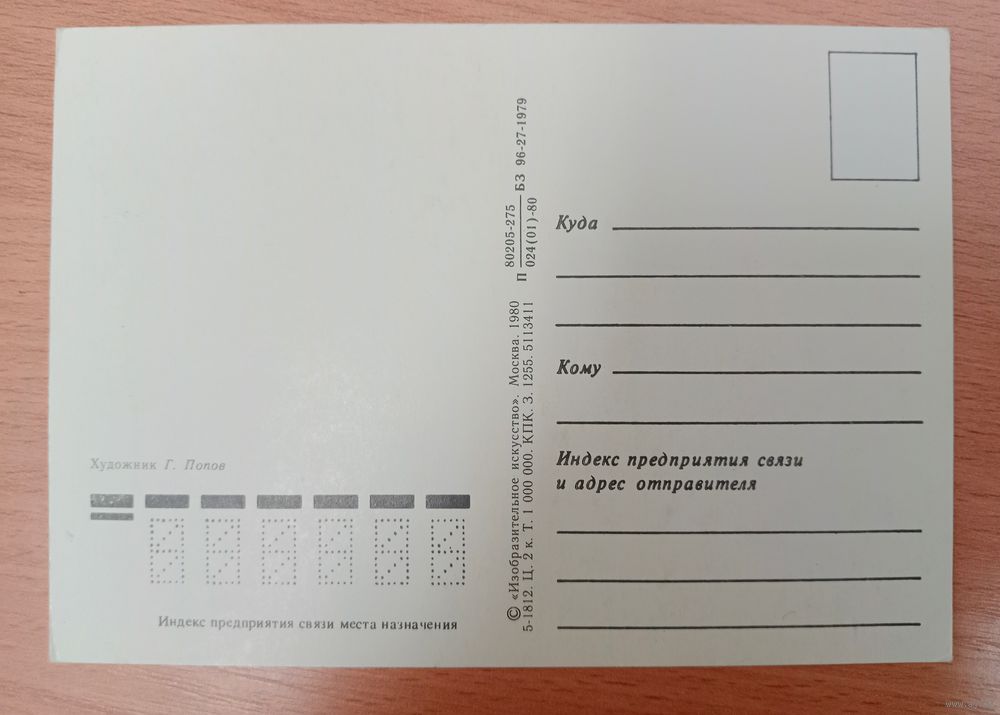 Художник Г. Попов
Индекс предприятия связи места назначения
© «Изобразительное искусство». Москва. 1980
5-1812. Ц. 2 к. Т. 1 000 000. КПК. З. 1255. 5113411
П 80205-275 БЗ 96-27-1979
024(01)-80
Куда
Кому
Индекс предприятия связи
и адрес отправителя